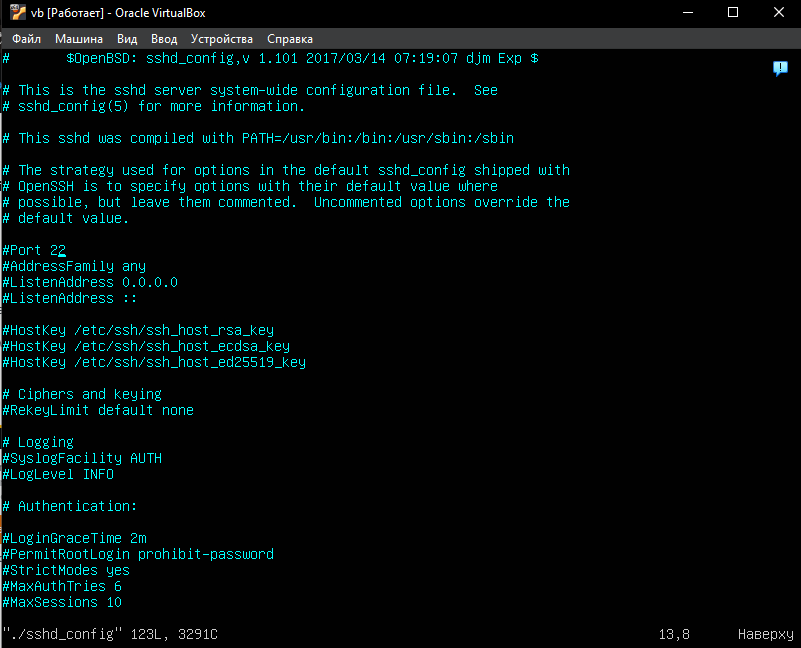 vb [Работает] - Oracle VirtualBox
Файл Машина Вид Ввод Устройства Справка
#       $OpenBSD: sshd_config,v 1.101 2017/03/14 07:19:07 djm Exp $
# This is the sshd server system-wide configuration file.  See
# sshd_config(5) for more information.
# This sshd was compiled with PATH=/usr/bin:/bin:/usr/sbin:/sbin
# The strategy used for options in the default sshd_config shipped with
# OpenSSH is to specify options with their default value where
# possible, but leave them commented.  Uncommented options override the
# default value.
#Port 22
#AddressFamily any
#ListenAddress 0.0.0.0
#ListenAddress ::
#HostKey /etc/ssh/ssh_host_rsa_key
#HostKey /etc/ssh/ssh_host_ecdsa_key
#HostKey /etc/ssh/ssh_host_ed25519_key
# Ciphers and keying
#RekeyLimit default none
# Logging
#SyslogFacility AUTH
#LogLevel INFO
# Authentication:
#LoginGraceTime 2m
#PermitRootLogin prohibit-password
#StrictModes yes
#MaxAuthTries 6
#MaxSessions 10
"./sshd_config" 123L, 3291C 13,8 Наверху